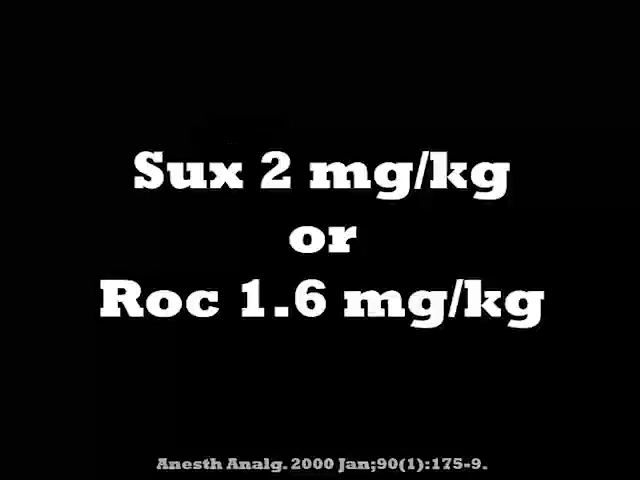 Sux 2 mg/kg
or
Roc 1.6 mg/kg
Anesth Analg. 2000 Jan;90(1):175-9.